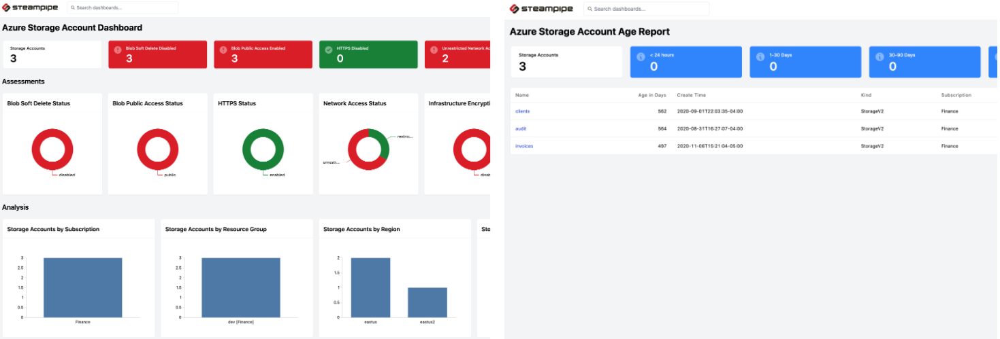 steampipe
Search dashboards...
Azure Storage Account Dashboard
Storage Accounts
3
Blob Soft Delete Disabled
3
Blob Public Access Enabled
3
HTTPS Disabled
0
Unrestricted Network Ac
2
Assessments
Blob Soft Delete Status
disabled
Blob Public Access Status
public
HTTPS Status
enabled
Network Access Status
restric...
unrestr...
Infrastructure Encrypti
disab
Analysis
Storage Accounts by Subscription
3
2.5
2
1.5
1
0.5
0
Finance
Storage Accounts by Resource Group
3
2.5
2
1.5
1
0.5
0
dev [Finance]
Storage Accounts by Region
2
1.5
1
0.5
0
eastus eastus2
Sto
steampipe
Search dashboards...
Azure Storage Account Age Report
Storage Accounts
3
< 24 hours
0
1-30 Days
0
30-90 Days
0
Name Age in Days Create Time Kind Subscription
clients 562 2020-09-01T22:03:35-04:00 StorageV2 Finance
audit 564 2020-08-31T16:27:07-04:00 StorageV2 Finance
invoices 497 2020-11-06T15:21:04-05:00 StorageV2 Finance